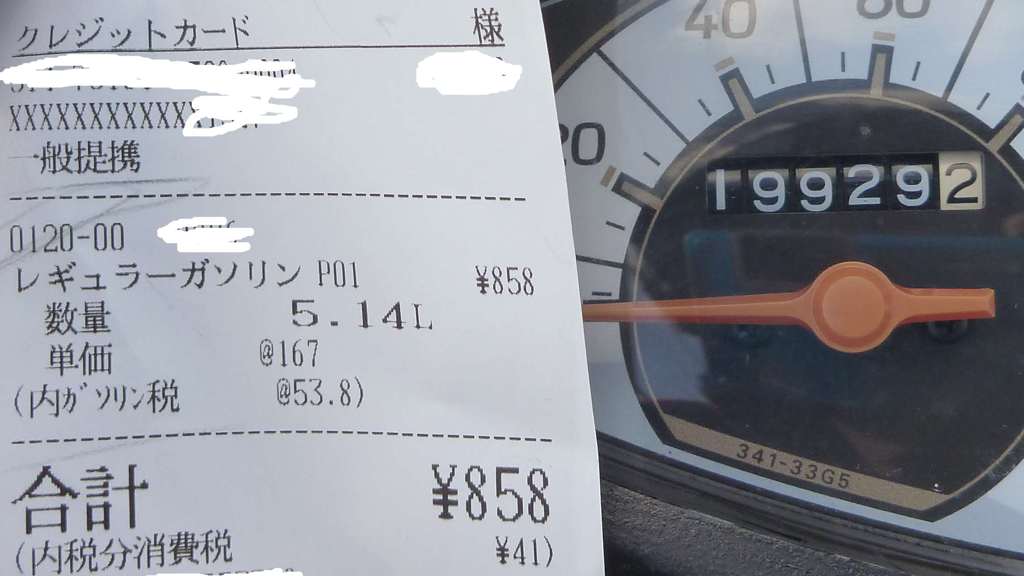 クレジットカード 様
XXXXXXXXXXXX
一般提携
0120-00
レギュラーガソリン P01 ¥858
数量 5.14L
単価 @167
(内ガソリン税 @53.8)
合計 ¥858
(内税分消費税 ¥41)
20
40
60
199292
341-33G5